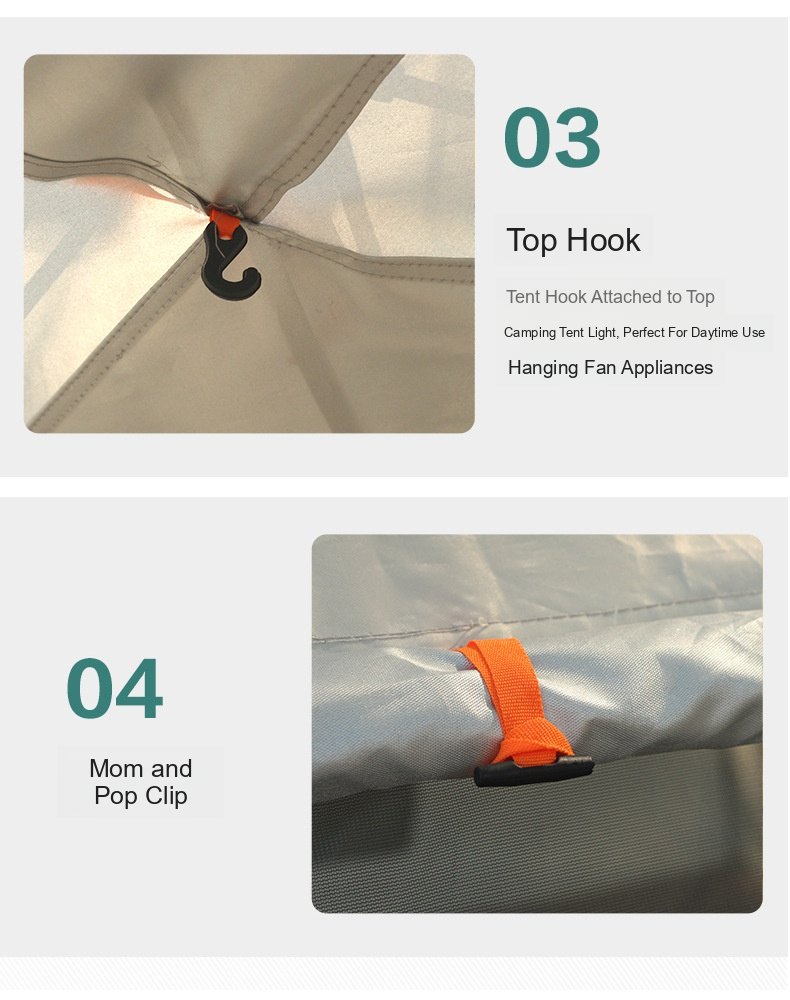 03
Top Hook
Tent Hook Attached to Top
Camping Tent Light, Perfect For Daytime Use
Hanging Fan Appliances
04
Mom and
Pop Clip